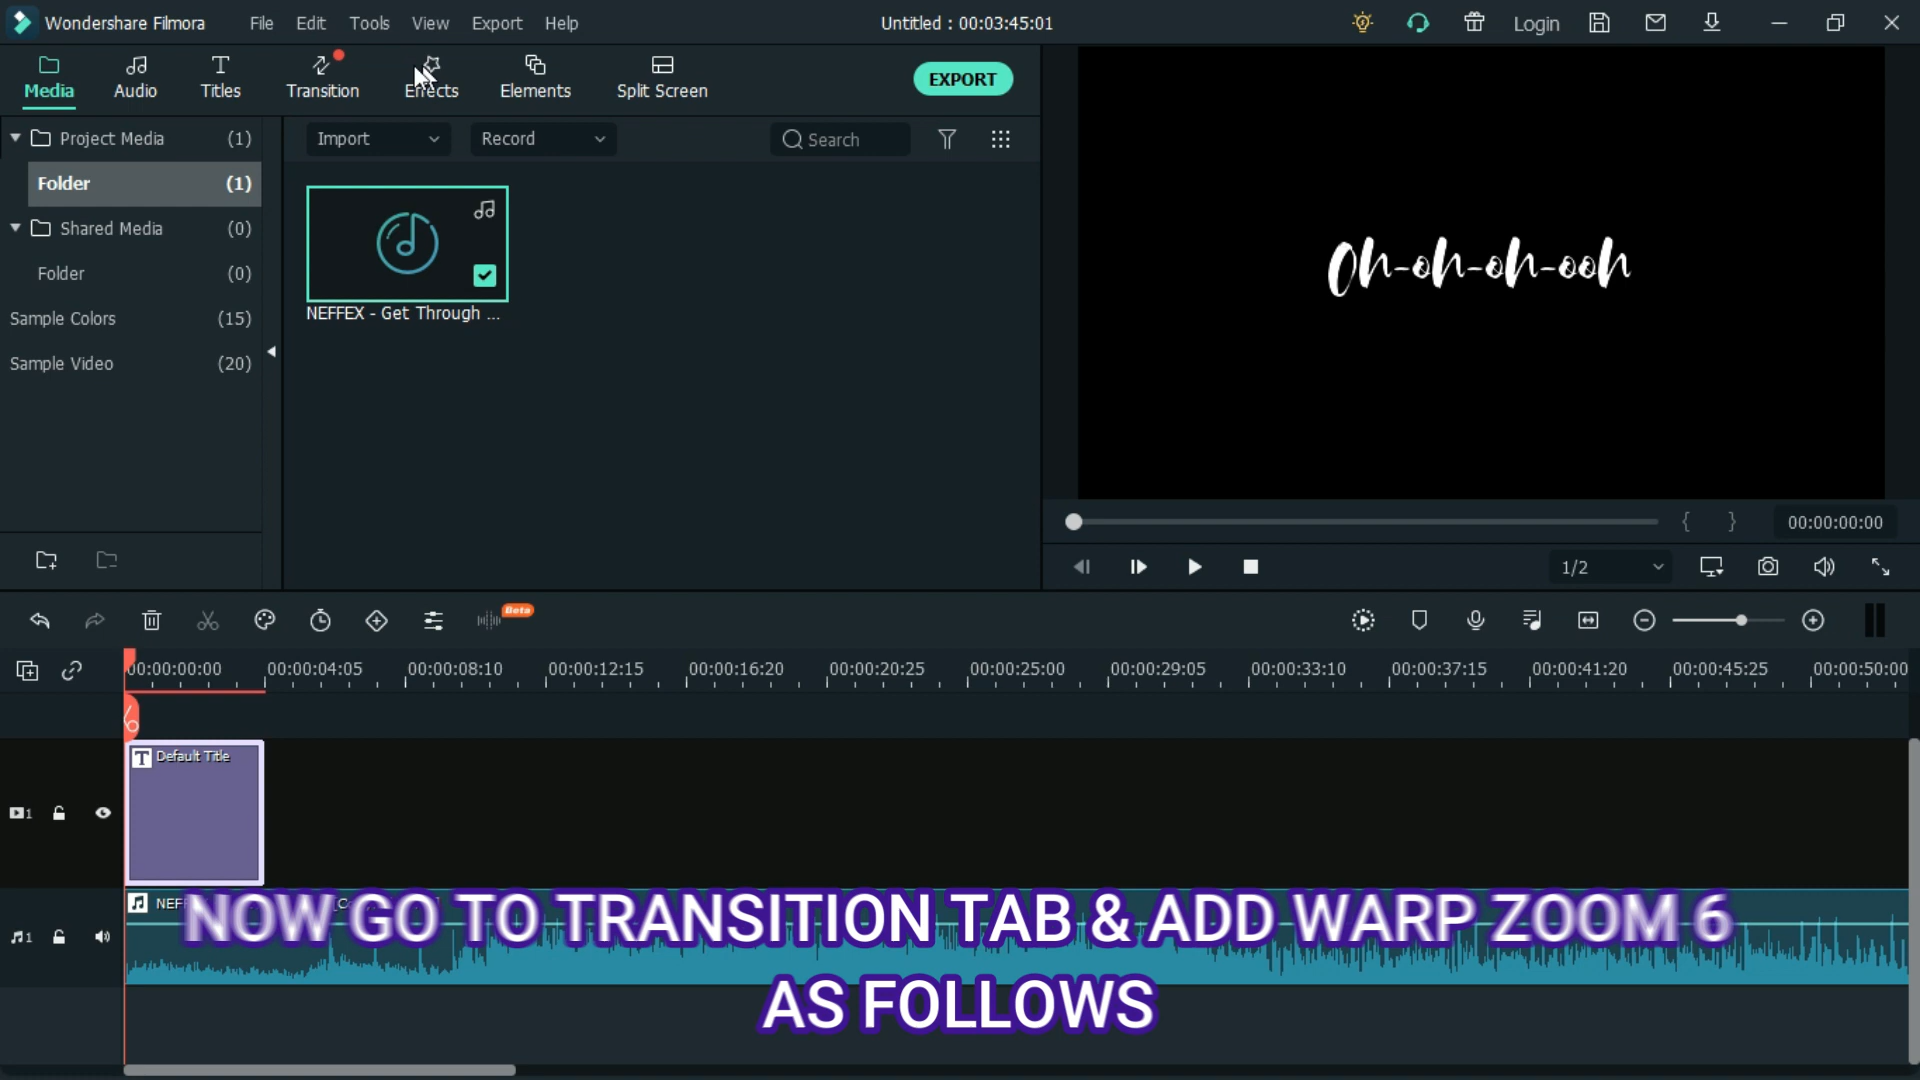 Wondershare Filmora File Edit Tools View Export Help Untitled : 00:03:45:01 Login
Media Audio Titles Transition Effects Elements Split Screen EXPORT
Project Media (1) Import Record Search
Folder (1)
Shared Media (0)
Folder (0)
Sample Colors (15)
Sample Video (20)
NEFFEX - Get Through ...
Oh-oh-oh-ooh
{ } 00:00:00:00
1/2
Beta
00:00:00:00 00:00:04:05 00:00:08:10 00:00:12:15 00:00:16:20 00:00:20:25 00:00:25:00 00:00:29:05 00:00:33:10 00:00:37:15 00:00:41:20 00:00:45:25 00:00:50:00
T Default Title
1
1
NOW GO TO TRANSITION TAB & ADD WARP ZOOM 6
AS FOLLOWS